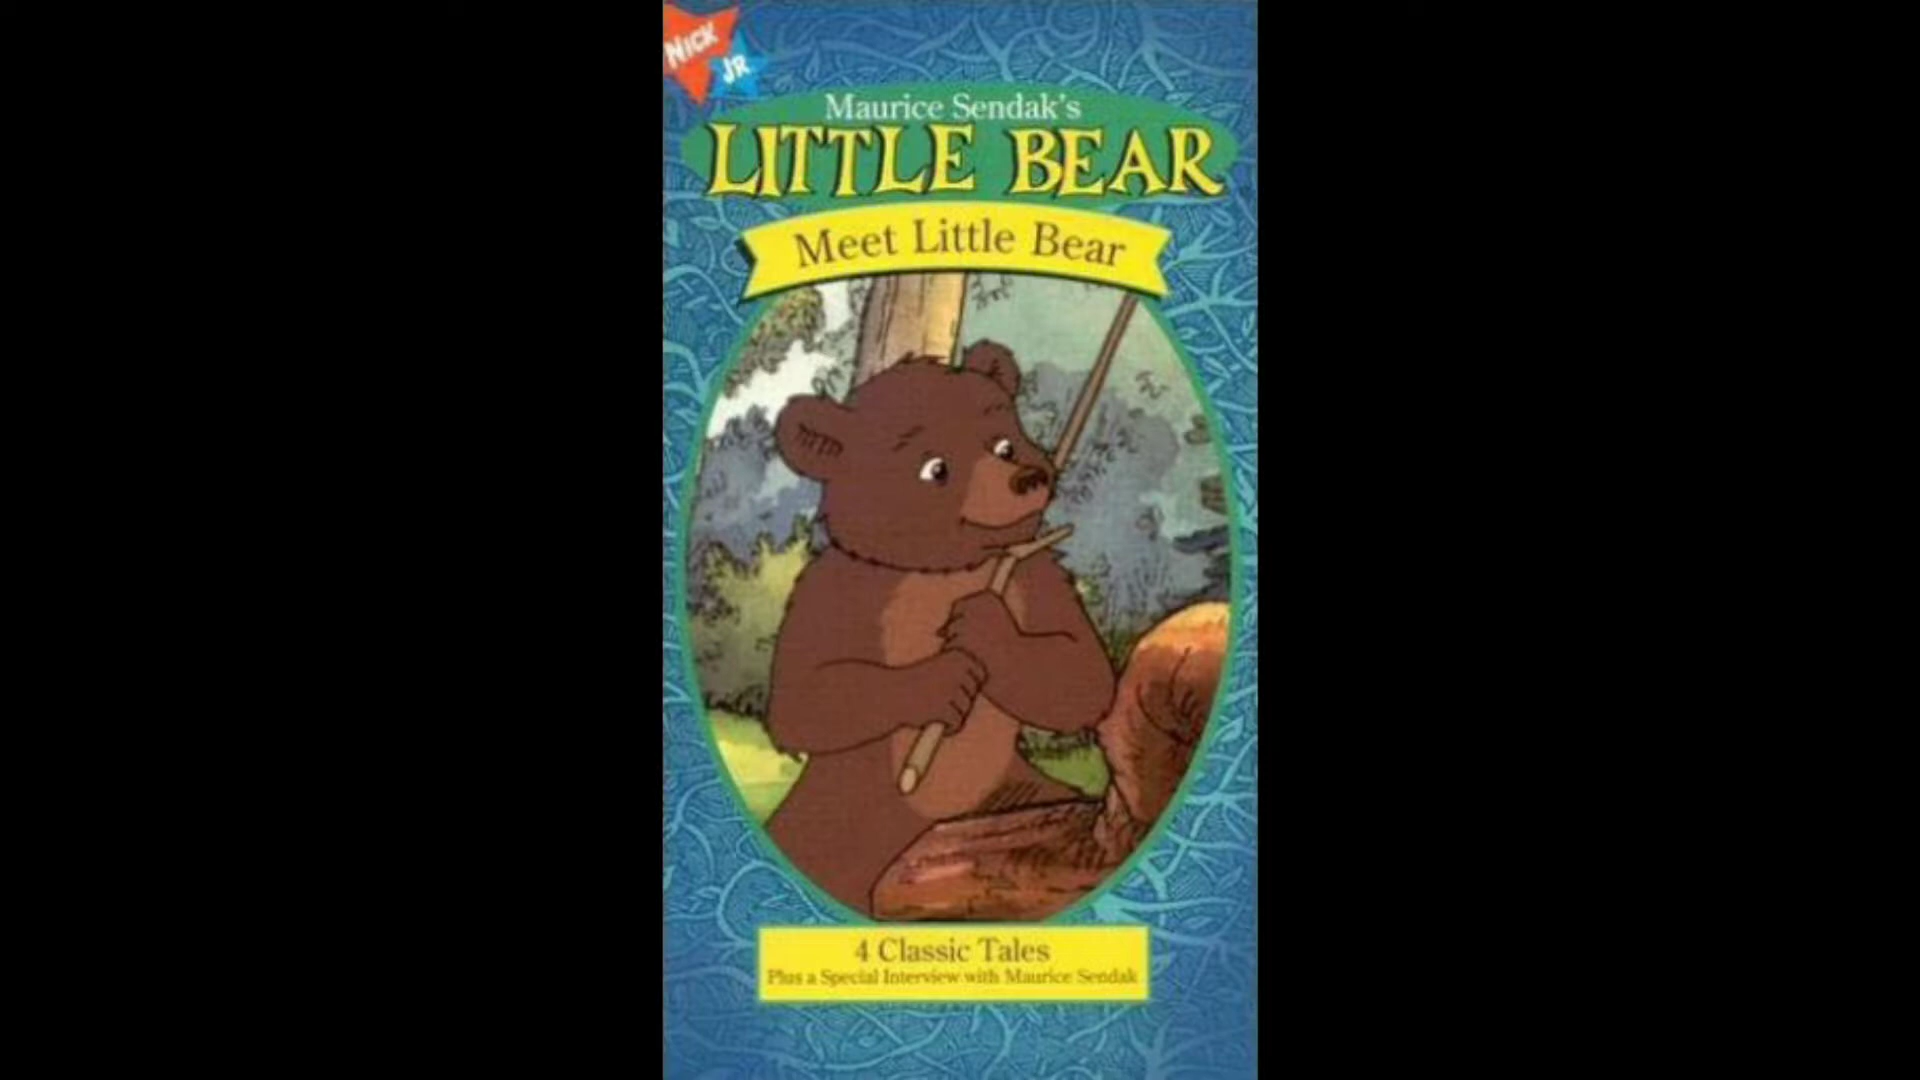 NICK
JR
Maurice Sendak's
LITTLE BEAR
Meet Little Bear
4 Classic Tales
Plus a Special Interview with Maurice Sendak